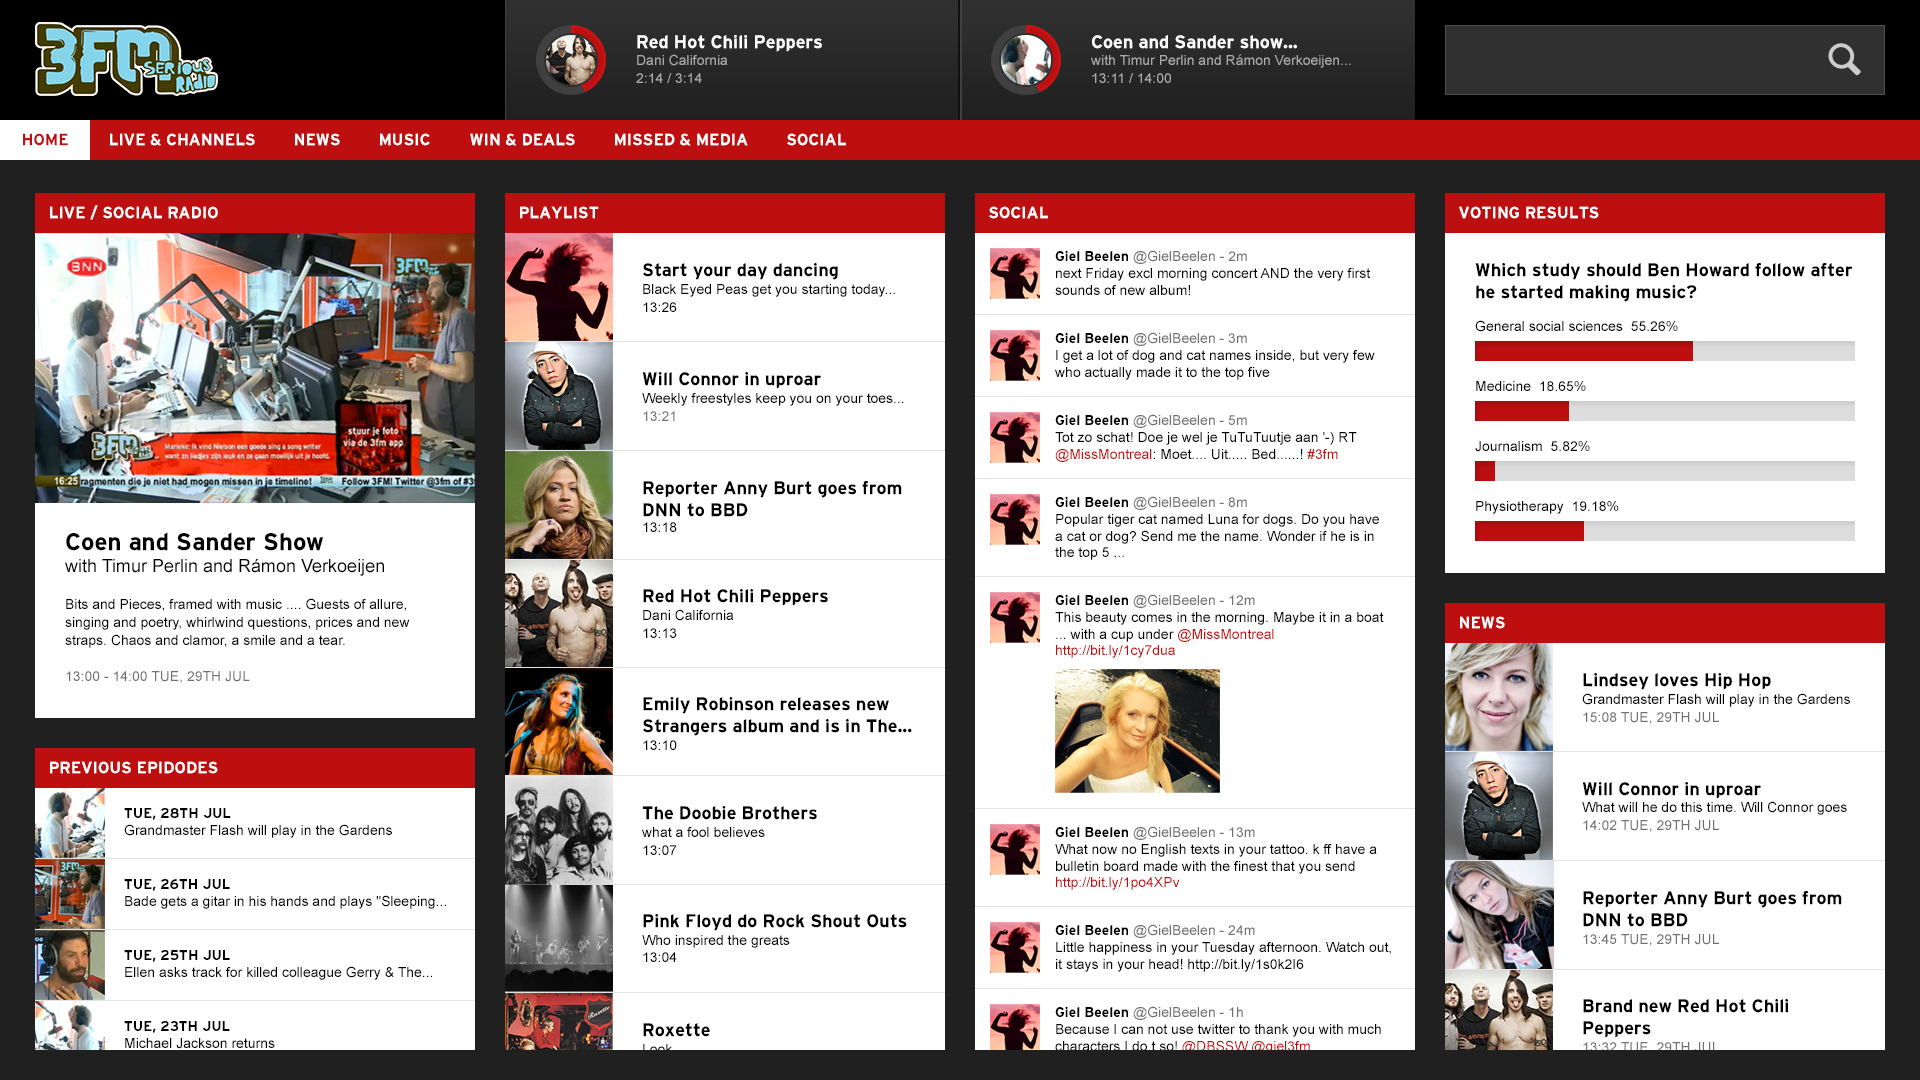 3FM
SERIOUS
RADIO
Red Hot Chili Peppers
Dani California
2:14 / 3:14
Coen and Sander show...
with Timur Perlin and Rámon Verkoeijen...
13:11 / 14:00
HOME
LIVE & CHANNELS
NEWS
MUSIC
WIN & DEALS
MISSED & MEDIA
SOCIAL
LIVE / SOCIAL RADIO
BNN
3FM
stuur je foto
via de 3fm app
3FM
Marieke: Ik vind Nielson een goede sing a song writer
want zn liedjes zijn leuk en ze gaan moeilijk uit je hoofd.
16:25 ragmenten die je niet had mogen missen in je timeline!
Follow 3FM! Twitter @3fm of #3
Coen and Sander Show
with Timur Perlin and Rámon Verkoeijen
Bits and Pieces, framed with music .... Guests of allure,
singing and poetry, whirlwind questions, prices and new
straps. Chaos and clamor, a smile and a tear.
13:00 - 14:00 TUE, 29TH JUL
PREVIOUS EPIDODES
TUE, 28TH JUL
Grandmaster Flash will play in the Gardens
TUE, 26TH JUL
Bade gets a gitar in his hands and plays "Sleeping...
TUE, 25TH JUL
Ellen asks track for killed colleague Gerry & The...
TUE, 23TH JUL
Michael Jackson returns
PLAYLIST
Start your day dancing
Black Eyed Peas get you starting today...
13:26
Will Connor in uproar
Weekly freestyles keep you on your toes...
13:21
Reporter Anny Burt goes from
DNN to BBD
13:18
Red Hot Chili Peppers
Dani California
13:13
Emily Robinson releases new
Strangers album and is in The...
13:10
The Doobie Brothers
what a fool believes
13:07
Pink Floyd do Rock Shout Outs
Who inspired the greats
13:04
Roxette
Look
SOCIAL
Giel Beelen @GielBeelen - 2m
next Friday excl morning concert AND the very first
sounds of new album!
Giel Beelen @GielBeelen - 3m
I get a lot of dog and cat names inside, but very few
who actually made it to the top five
Giel Beelen @GielBeelen - 5m
Tot zo schat! Doe je wel je TuTuTuutje aan '-) RT
@MissMontreal: Moet.... Uit..... Bed......! #3fm
Giel Beelen @GielBeelen - 8m
Popular tiger cat named Luna for dogs. Do you have
a cat or dog? Send me the name. Wonder if he is in
the top 5 ...
Giel Beelen @GielBeelen - 12m
This beauty comes in the morning. Maybe it in a boat
... with a cup under @MissMontreal
http://bit.ly/1cy7dua
Giel Beelen @GielBeelen - 13m
What now no English texts in your tattoo. k ff have a
bulletin board made with the finest that you send
http://bit.ly/1po4XPv
Giel Beelen @GielBeelen - 24m
Little happiness in your Tuesday afternoon. Watch out,
it stays in your head! http://bit.ly/1s0k2l6
Giel Beelen @GielBeelen - 1h
Because I can not use twitter to thank you with much
characters I do t so! @DBSSW @giel3fm
VOTING RESULTS
Which study should Ben Howard follow after
he started making music?
General social sciences 55.26%
Medicine 18.65%
Journalism 5.82%
Physiotherapy 19.18%
NEWS
Lindsey loves Hip Hop
Grandmaster Flash will play in the Gardens
15:08 TUE, 29TH JUL
Will Connor in uproar
What will he do this time. Will Connor goes
14:02 TUE, 29TH JUL
Reporter Anny Burt goes from
DNN to BBD
13:45 TUE, 29TH JUL
Brand new Red Hot Chili
Peppers
13:32 TUE, 29TH JUL